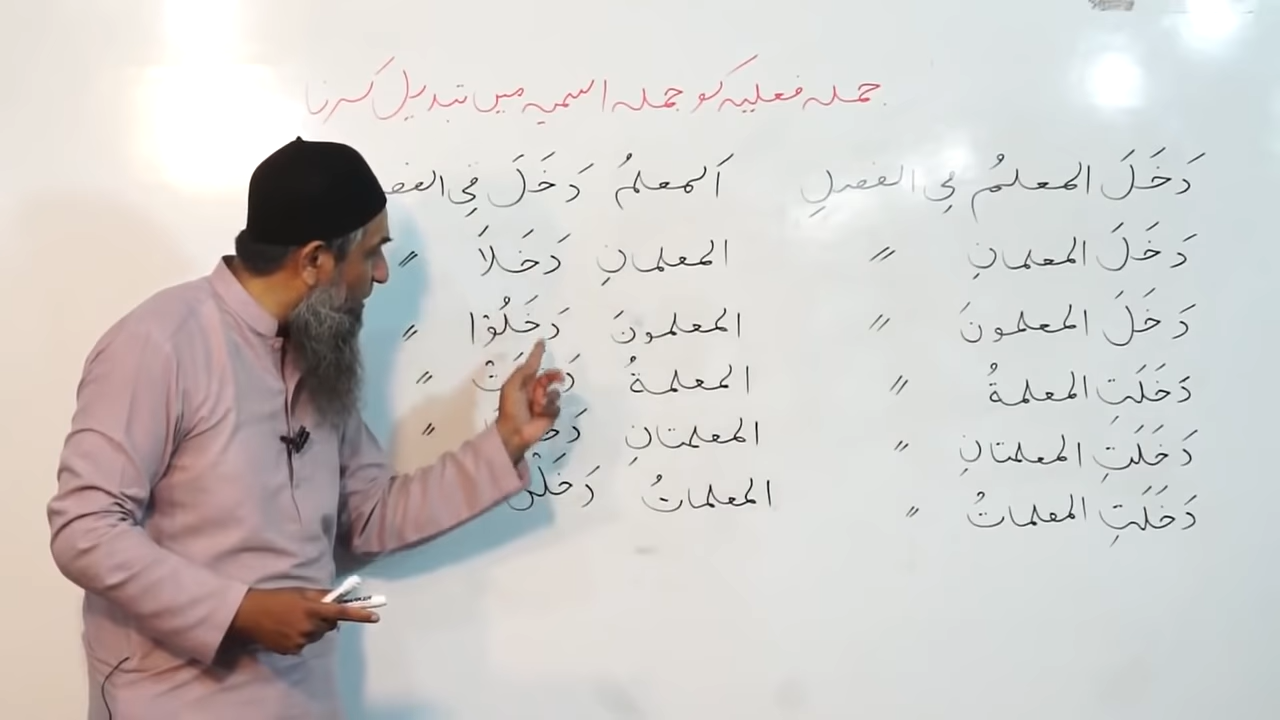 جملہ فعلیہ کو جملہ اسمیہ میں تبدیل کرنا
دَخَلَ المعلمُ فِي الفصلِ اَلمعلمُ دَخَلَ فِي
دَخَلَ المعلمانِ 〃 المعلمانِ دَخَلَا 〃
دَخَلَ المعلمونَ 〃 المعلمونَ دَخَلُوْا 〃
دَخَلَتِ المعلمةُ 〃 المعلمةُ 〃
دَخَلَتِ المعلمتانِ 〃 المعلمتانِ 〃
دَخَلَتِ المعلماتُ 〃 المعلماتُ دَخَلْنَ